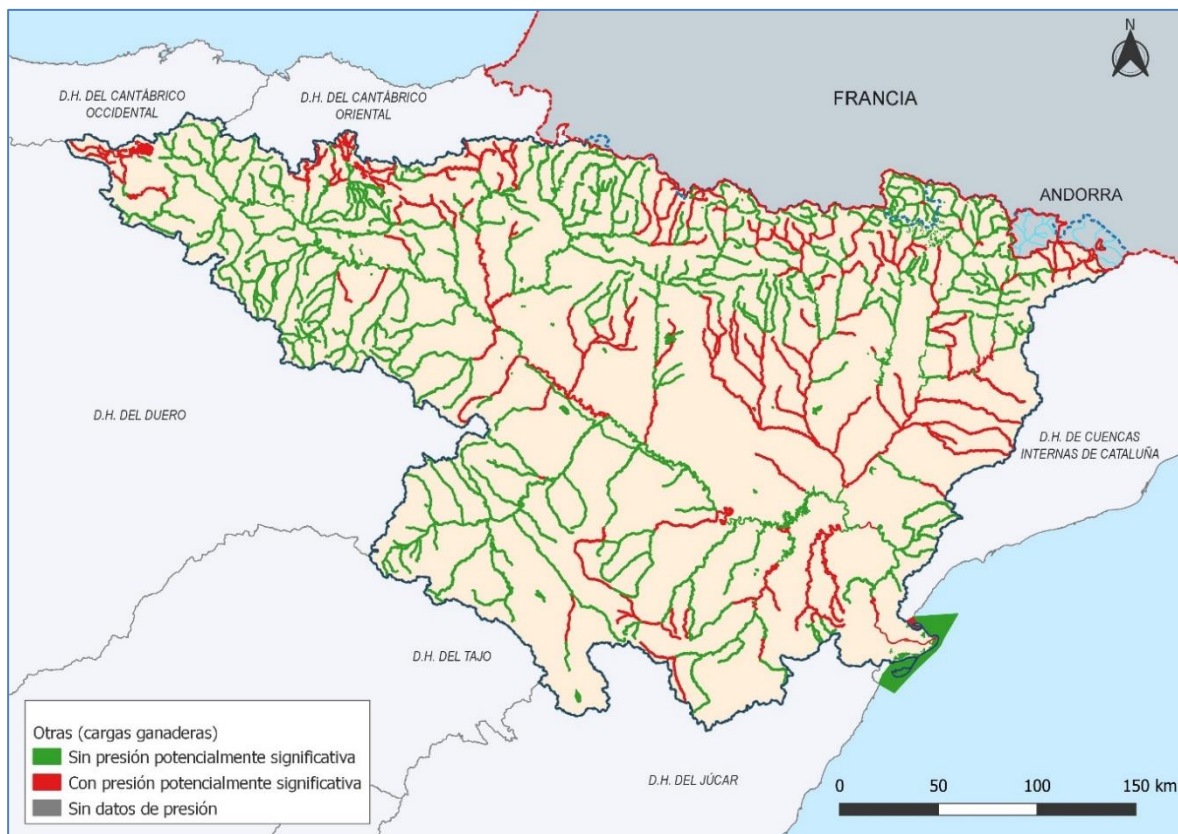 N
D.H. DEL CANTÁBRICO
OCCIDENTAL
D.H. DEL CANTÁBRICO
ORIENTAL
FRANCIA
ANDORRA
D.H. DEL DUERO
D.H. DE CUENCAS
INTERNAS DE CATALUÑA
D.H. DEL TAJO
D.H. DEL JÚCAR
Otras (cargas ganaderas)
Sin presión potencialmente significativa
Con presión potencialmente significativa
Sin datos de presión
0 50 100 150 km